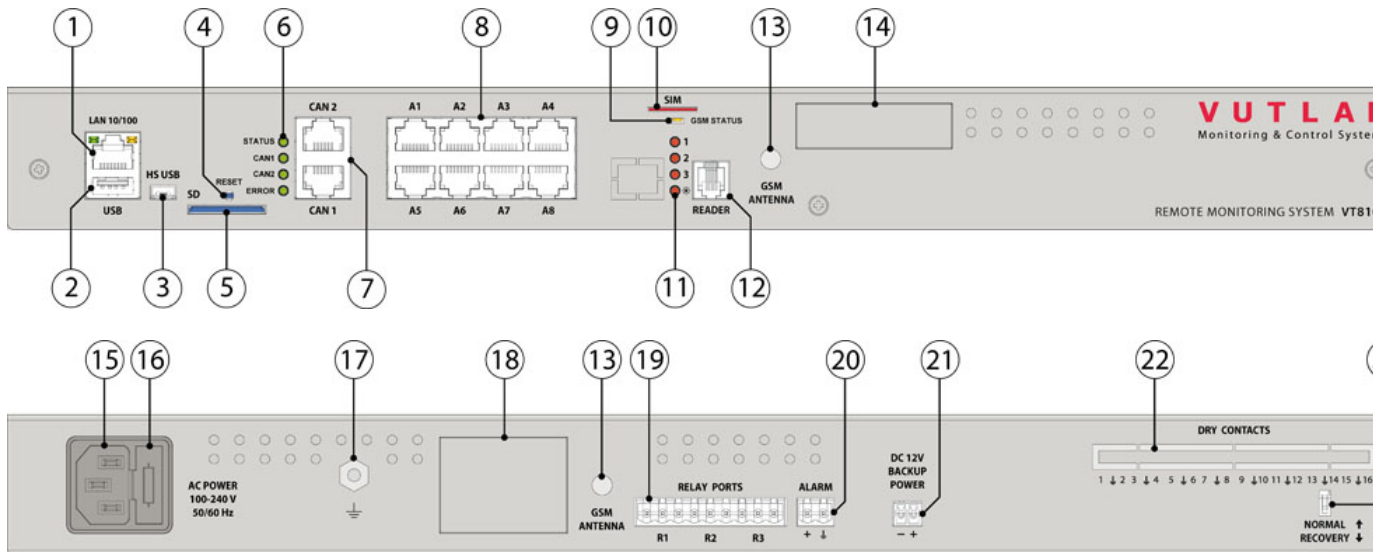 1 4 6 8 9 10 13 14
LAN 10/100
USB
HS USB
SD
RESET
STATUS
CAN1
CAN2
ERROR
CAN 2
CAN 1
A1 A2 A3 A4
A5 A6 A7 A8
SIM
GSM STATUS
1
2
3
READER
GSM
ANTENNA
Monitoring & Control
REMOTE MONITORING SYSTEM
2 3 5 7 11 12
15 16 17 18 13 19 20 21 22
AC POWER
100-240 V
50/60 Hz
GSM
ANTENNA
RELAY PORTS
R1 R2 R3
ALARM
+ ⏚
DC 12V
BACKUP
POWER
− +
DRY CONTACTS
1 ↓ 2 3 ↓ 4 5 ↓ 6 7 ↓ 8 9 ↓ 10 11 ↓ 12 13 ↓ 14 15 ↓ 16
NORMAL ↑
RECOVERY ↓